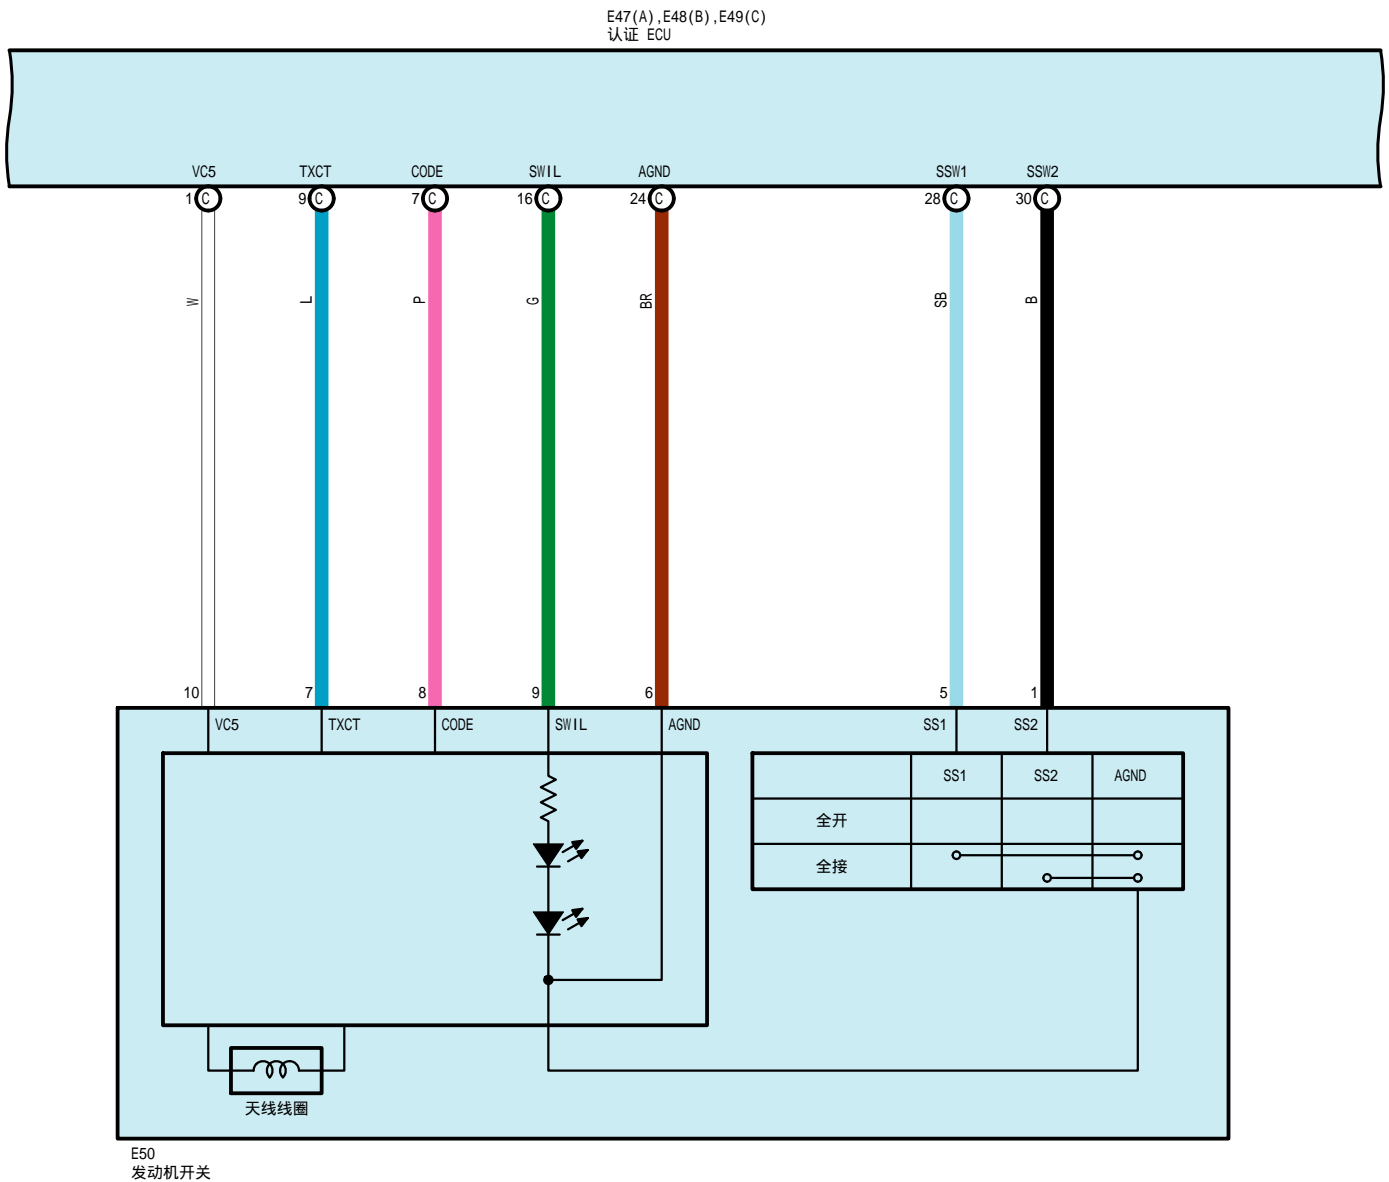 E47(A),E48(B),E49(C)
认证 ECU
VC5 TXCT CODE SWIL AGND SSW1 SSW2
1 C 9 C 7 C 16 C 24 C 28 C 30 C
W L P G BR SB B
10 7 8 9 6 5 1
VC5 TXCT CODE SWIL AGND SS1 SS2
SS1 SS2 AGND
全开
全接
天线线圈
E50
发动机开关